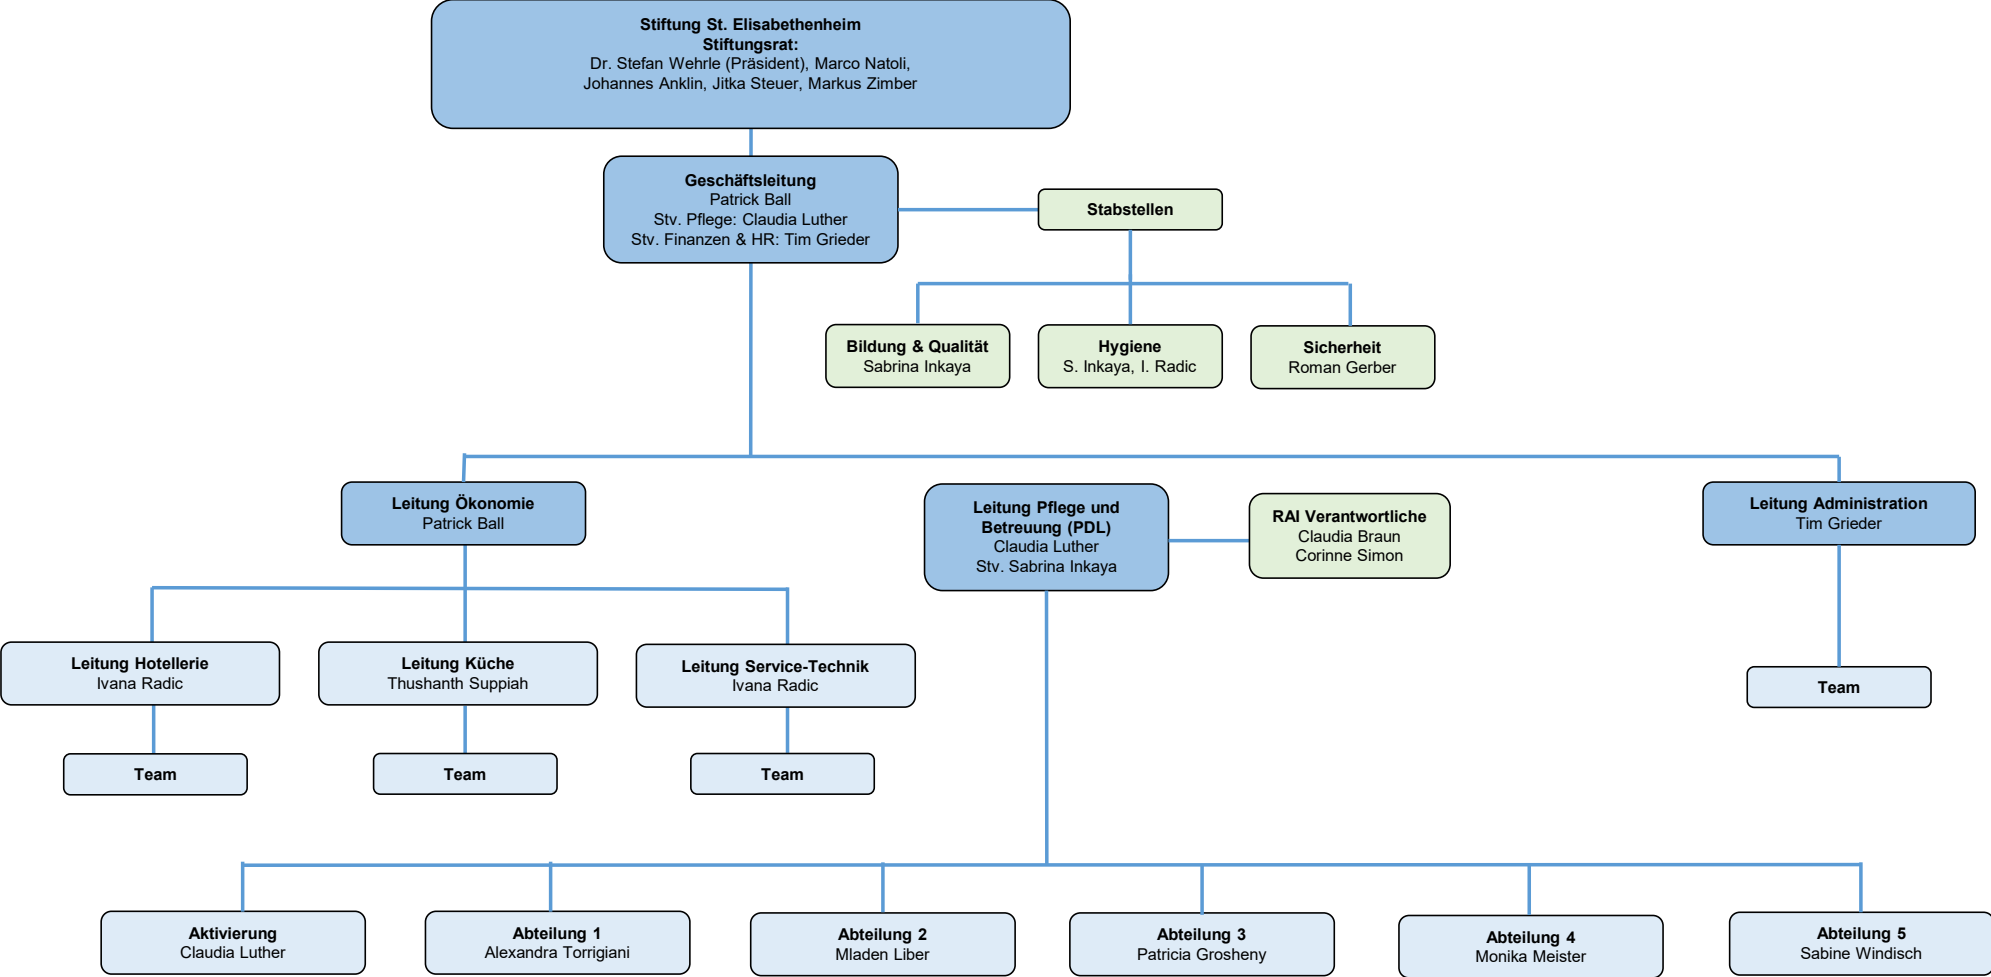 Stiftung St. Elisabethenheim
Stiftungsrat:
Dr. Stefan Wehrle (Präsident), Marco Natoli,
Johannes Anklin, Jitka Steuer, Markus Zimber
Geschäftsleitung
Patrick Ball
Stv. Pflege: Claudia Luther
Stv. Finanzen & HR: Tim Grieder
Stabstellen
Bildung & Qualität
Sabrina Inkaya
Hygiene
S. Inkaya, I. Radic
Sicherheit
Roman Gerber
Leitung Ökonomie
Patrick Ball
Leitung Pflege und
Betreuung (PDL)
Claudia Luther
Stv. Sabrina Inkaya
RAI Verantwortliche
Claudia Braun
Corinne Simon
Leitung Administration
Tim Grieder
Leitung Hotellerie
Ivana Radic
Leitung Küche
Thushanth Suppiah
Leitung Service-Technik
Ivana Radic
Team
Team
Team
Team
Aktivierung
Claudia Luther
Abteilung 1
Alexandra Torrigiani
Abteilung 2
Mladen Liber
Abteilung 3
Patricia Grosheny
Abteilung 4
Monika Meister
Abteilung 5
Sabine Windisch